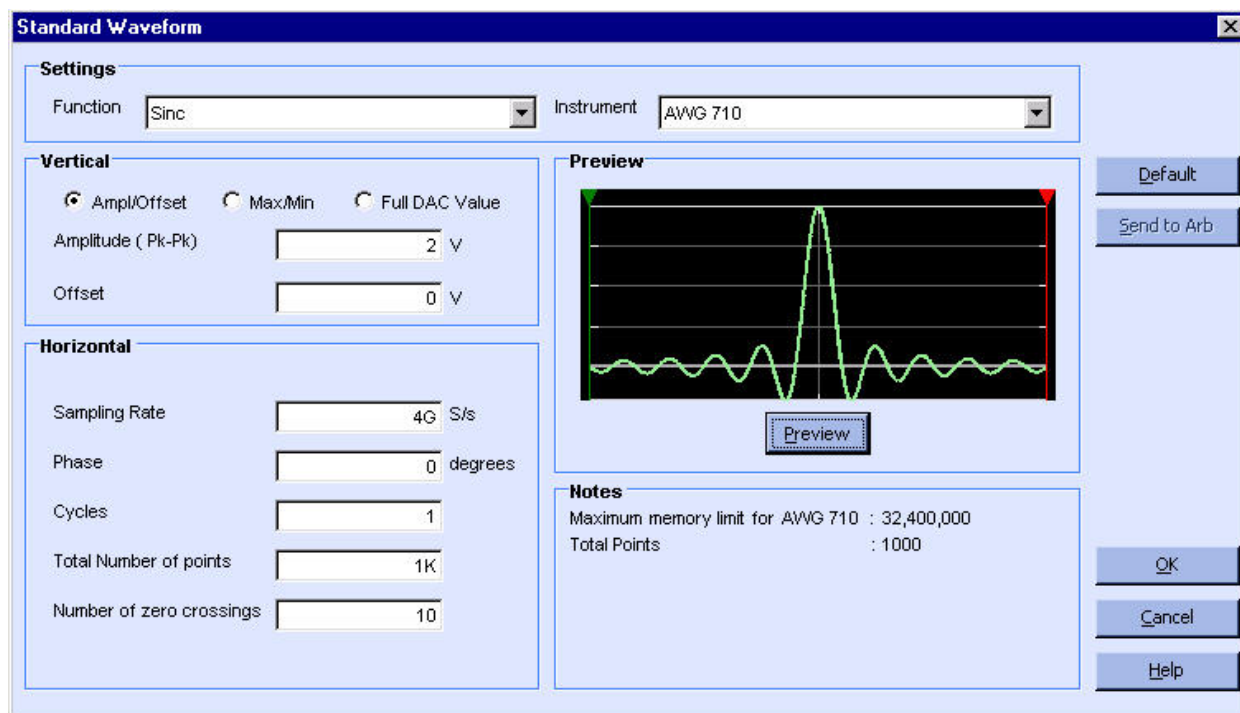 Standard Waveform
Settings
Function Sinc Instrument AWG 710
Vertical
Ampl/Offset Max/Min Full DAC Value
Amplitude ( Pk-Pk) 2 V
Offset 0 V
Horizontal
Sampling Rate 4G S/s
Phase 0 degrees
Cycles 1
Total Number of points 1K
Number of zero crossings 10
Preview
Preview
Notes
Maximum memory limit for AWG 710 : 32,400,000
Total Points : 1000
Default
Send to Arb
OK
Cancel
Help